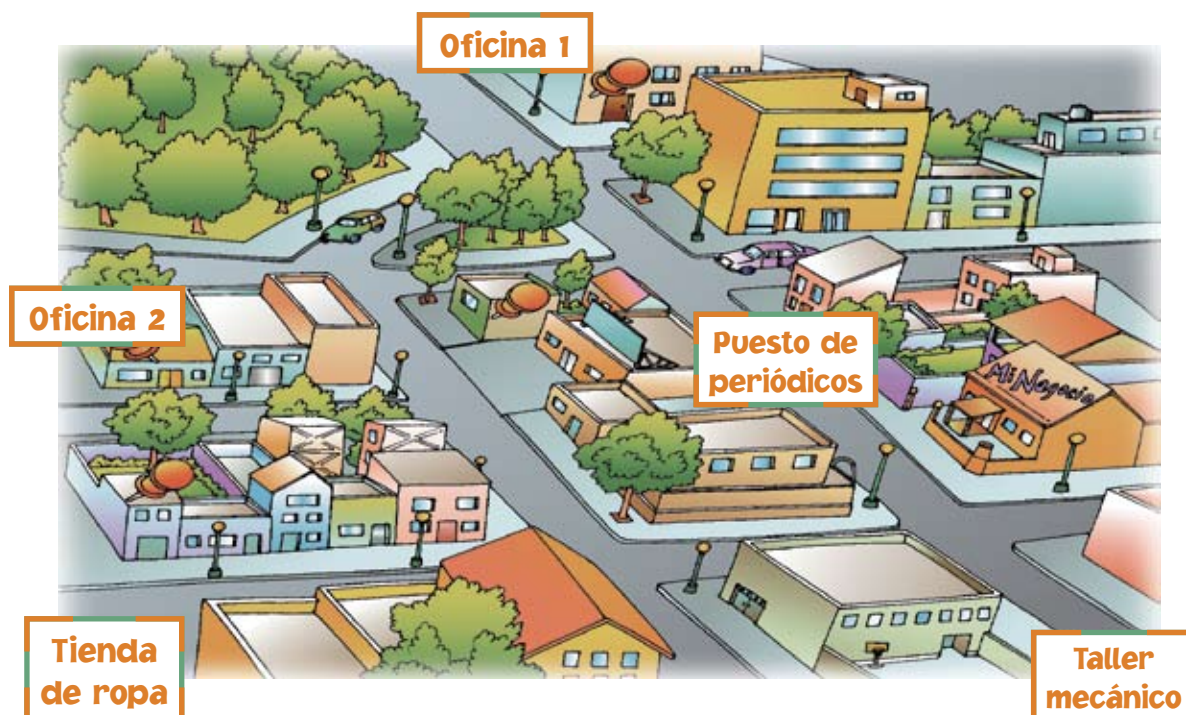 Oficina 1
Oficina 2
Puesto de
periódicos
Mi Negocio
Tienda
de ropa
Taller
mecánico